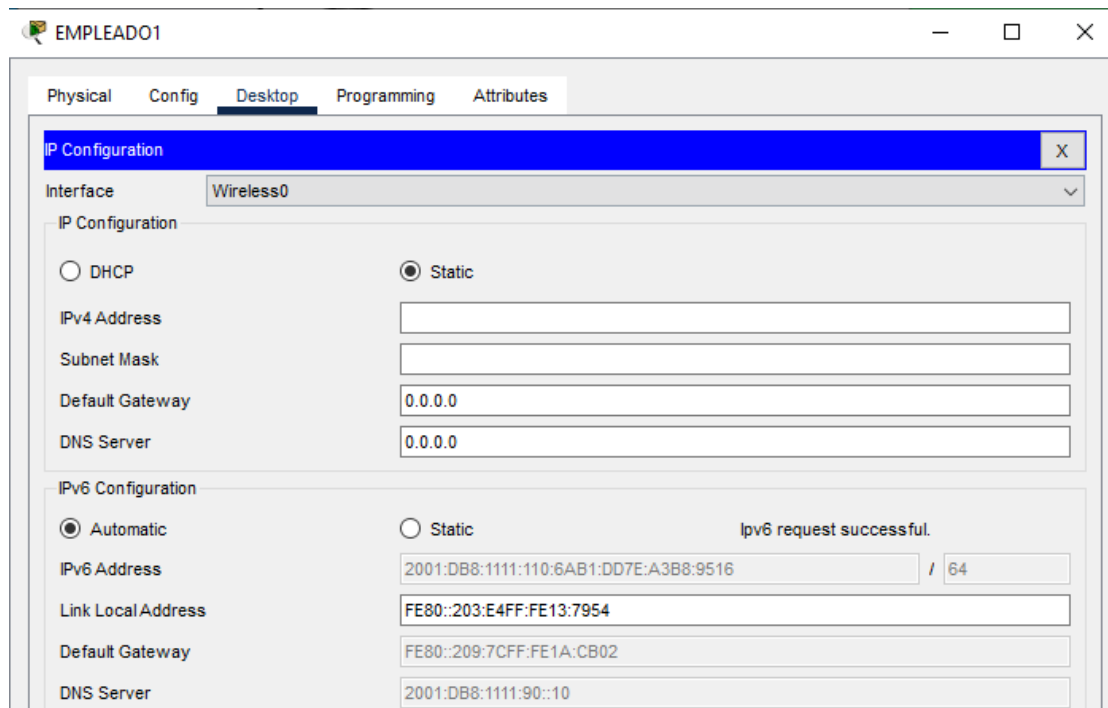 EMPLEADO1
Physical Config Desktop Programming Attributes
IP Configuration X
Interface Wireless0
IP Configuration
DHCP Static
IPv4 Address
Subnet Mask
Default Gateway 0.0.0.0
DNS Server 0.0.0.0
IPv6 Configuration
Automatic Static Ipv6 request successful.
IPv6 Address 2001:DB8:1111:110:6AB1:DD7E:A3B8:9516 / 64
Link Local Address FE80::203:E4FF:FE13:7954
Default Gateway FE80::209:7CFF:FE1A:CB02
DNS Server 2001:DB8:1111:90::10